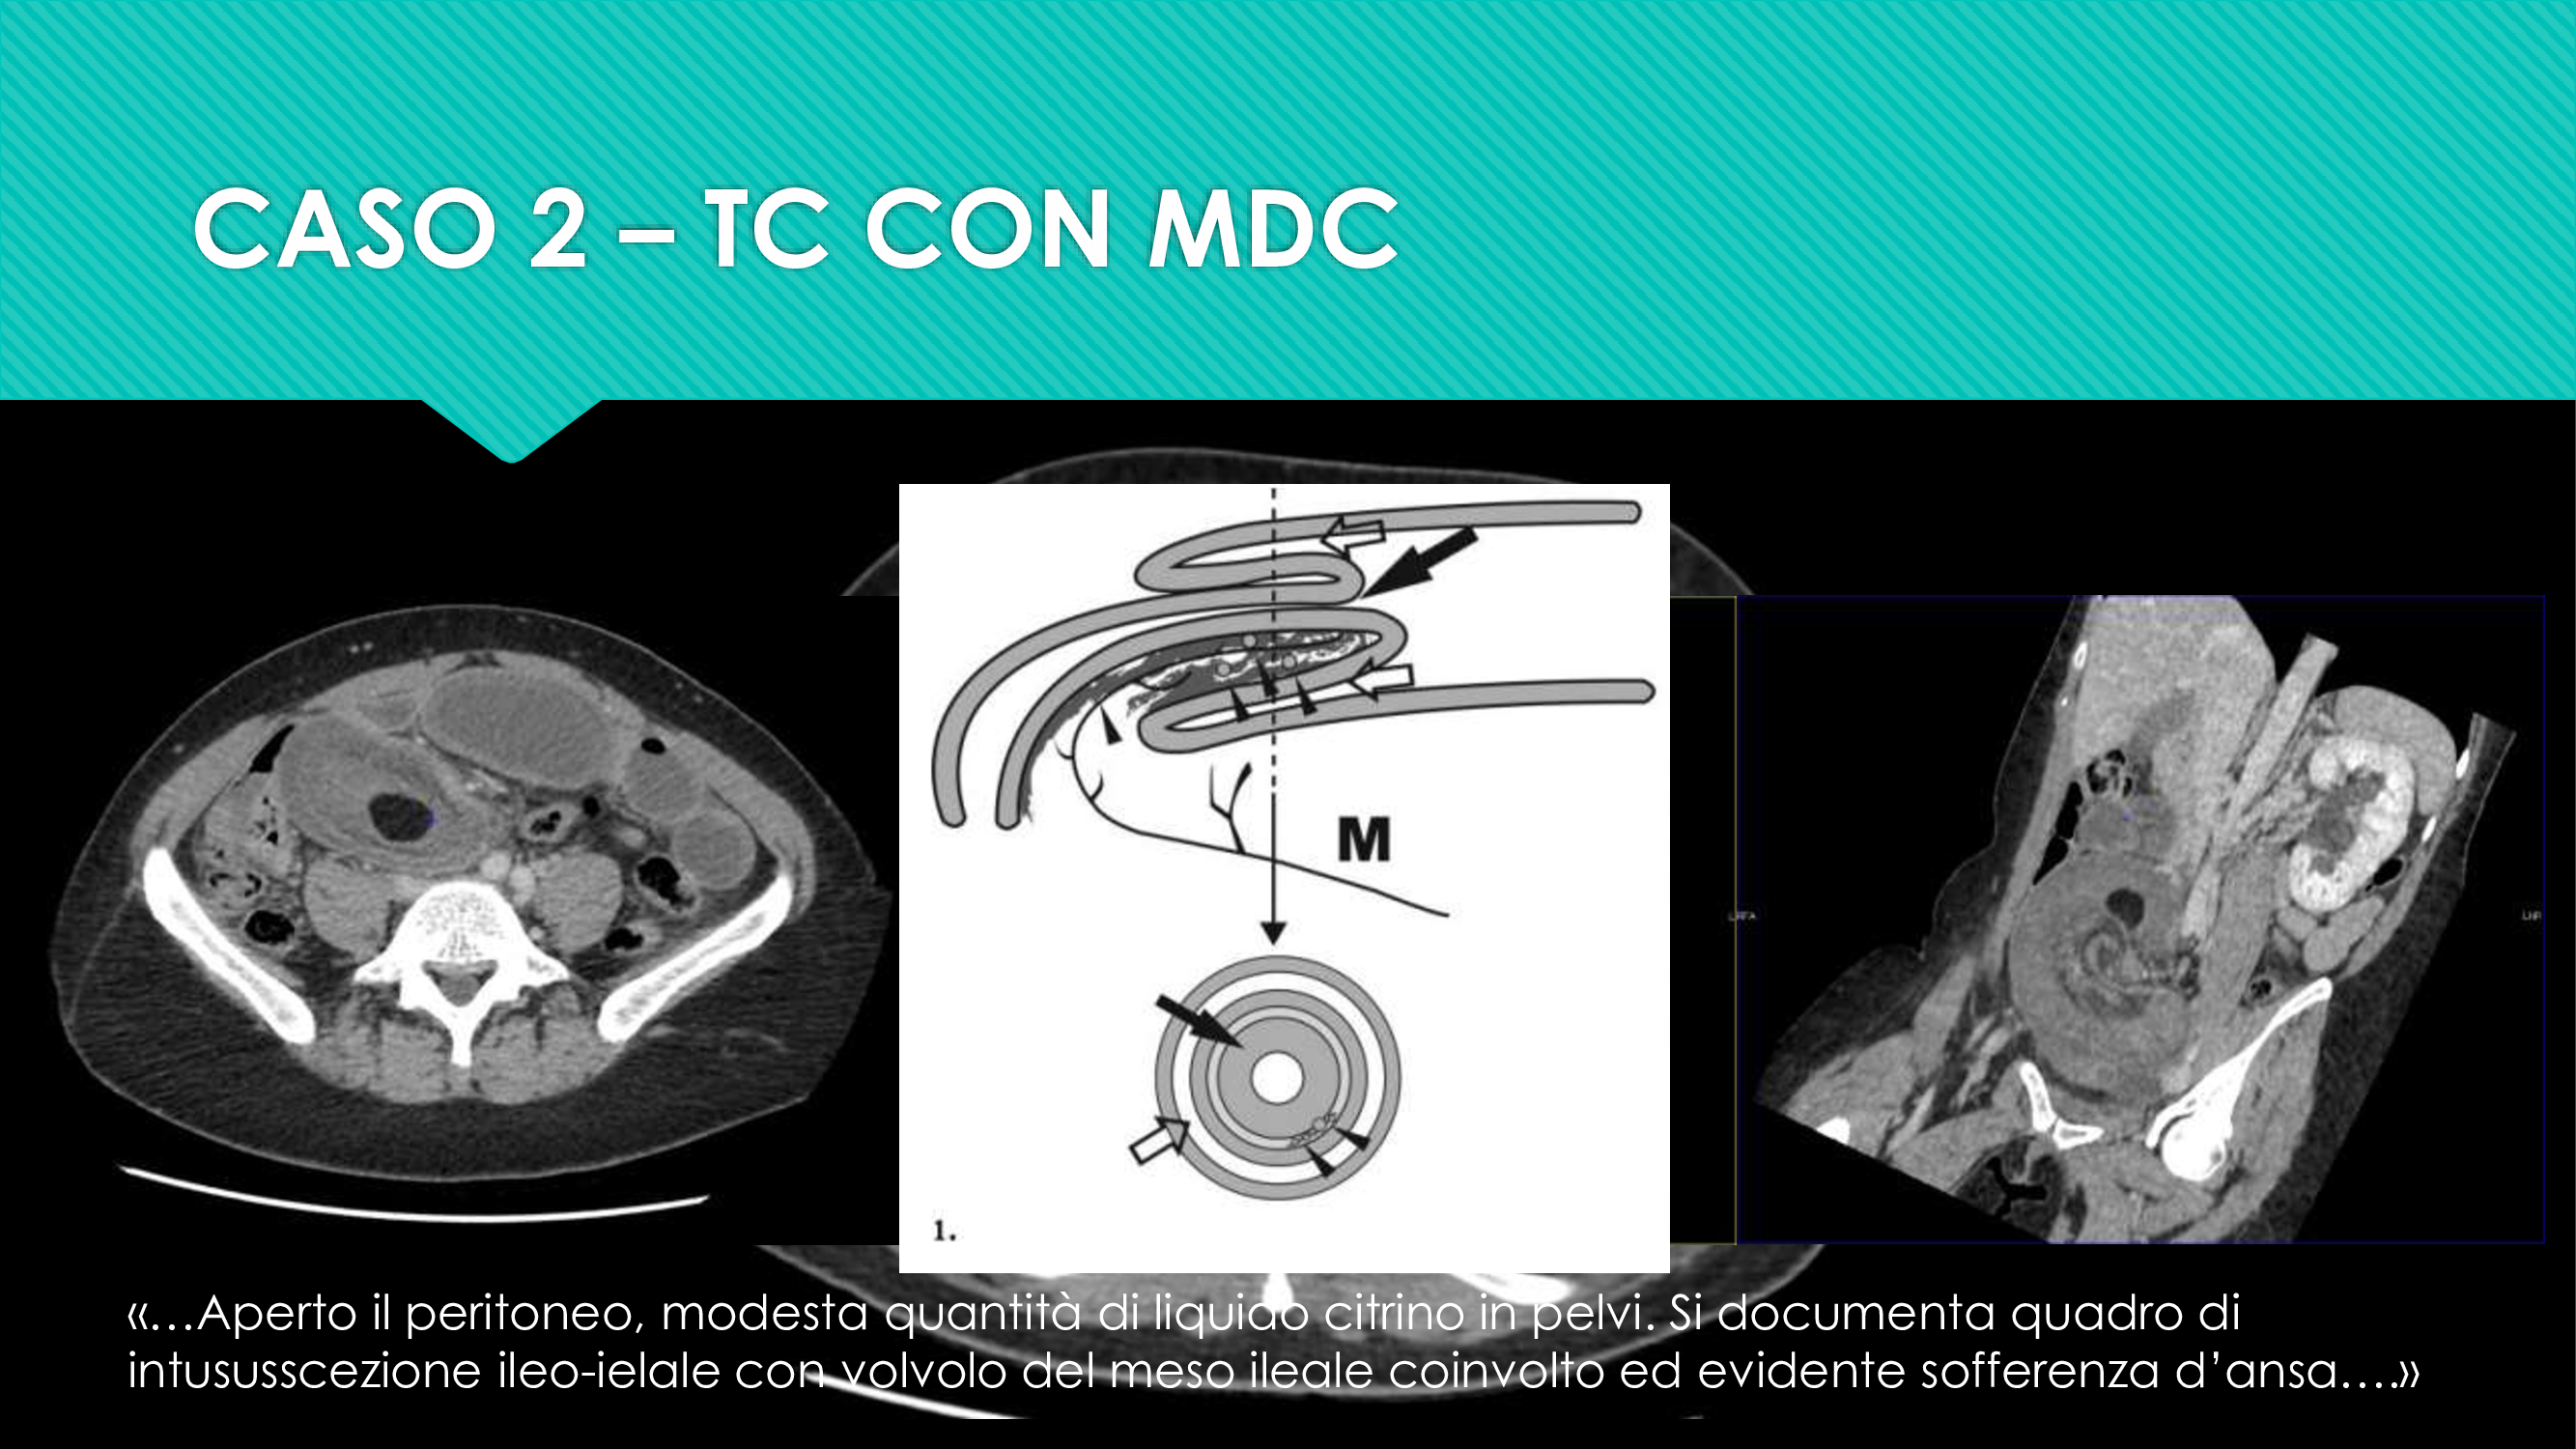 CASO 2 – TC CON MDC
M
1.
«…Aperto il peritoneo, modesta quantità di liquido citrino in pelvi. Si documenta quadro di
intususscezione ileo-ielale con volvolo del meso ileale coinvolto ed evidente sofferenza d’ansa….»